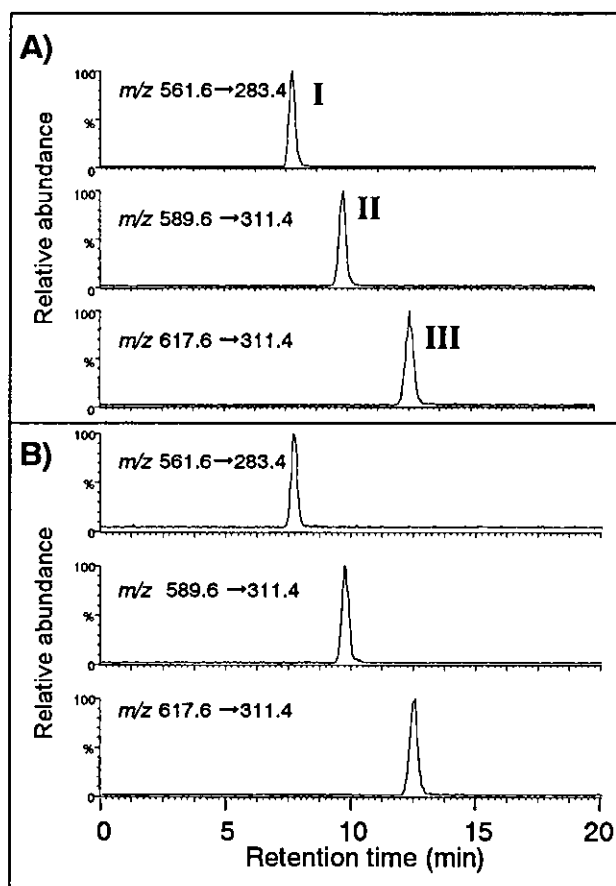 A)
100
%
0
m/z 561.6→283.4
I
100
%
0
m/z 589.6→311.4
II
100
%
0
m/z 617.6→311.4
III
Relative abundance
B)
100
%
0
m/z 561.6→283.4
100
%
0
m/z 589.6→311.4
100
%
0
m/z 617.6→311.4
Relative abundance
0 5 10 15 20
Retention time (min)